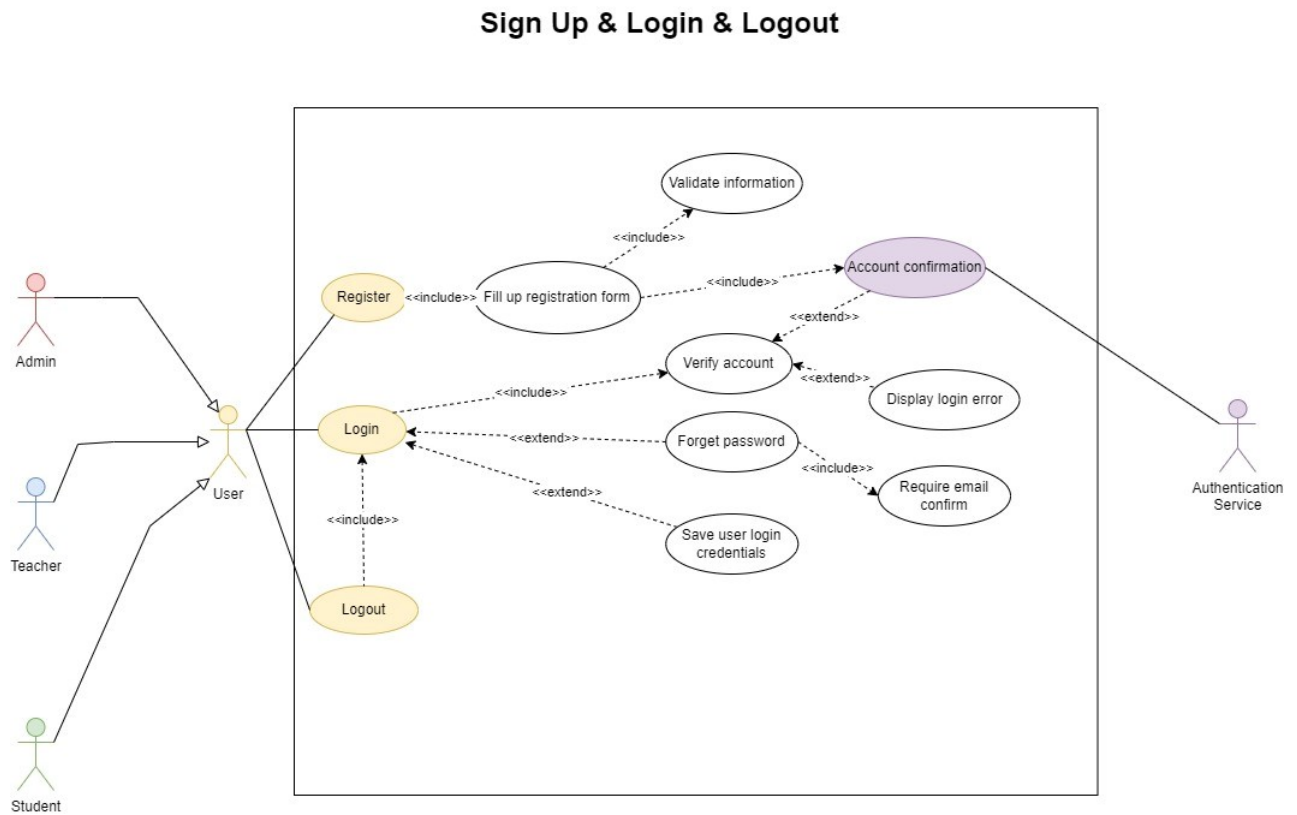 Sign Up & Login & Logout
Validate information
<<include>>
Account confirmation
<<include>>
Register
<<include>>
Fill up registration form
<<extend>>
Admin
Verify account
<<extend>>
<<include>>
Display login error
Login
<<extend>>
Forget password
<<include>>
User
Require email
confirm
Authentication
Service
<<extend>>
<<include>>
Save user login
credentials
Teacher
Logout
Student